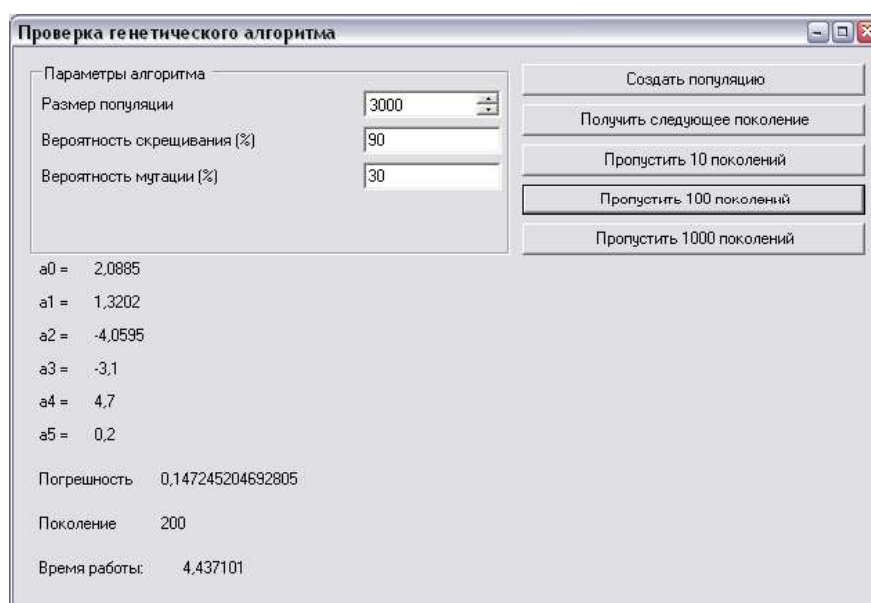 Проверка генетического алгоритма
Параметры алгоритма
Размер популяции 3000
Вероятность скрещивания (%) 90
Вероятность мутации (%) 30
Создать популяцию
Получить следующее поколение
Пропустить 10 поколений
Пропустить 100 поколений
Пропустить 1000 поколений
a0 = 2,0885
a1 = 1,3202
a2 = -4,0595
a3 = -3,1
a4 = 4,7
a5 = 0,2
Погрешность 0,147245204692805
Поколение 200
Время работы: 4,437101